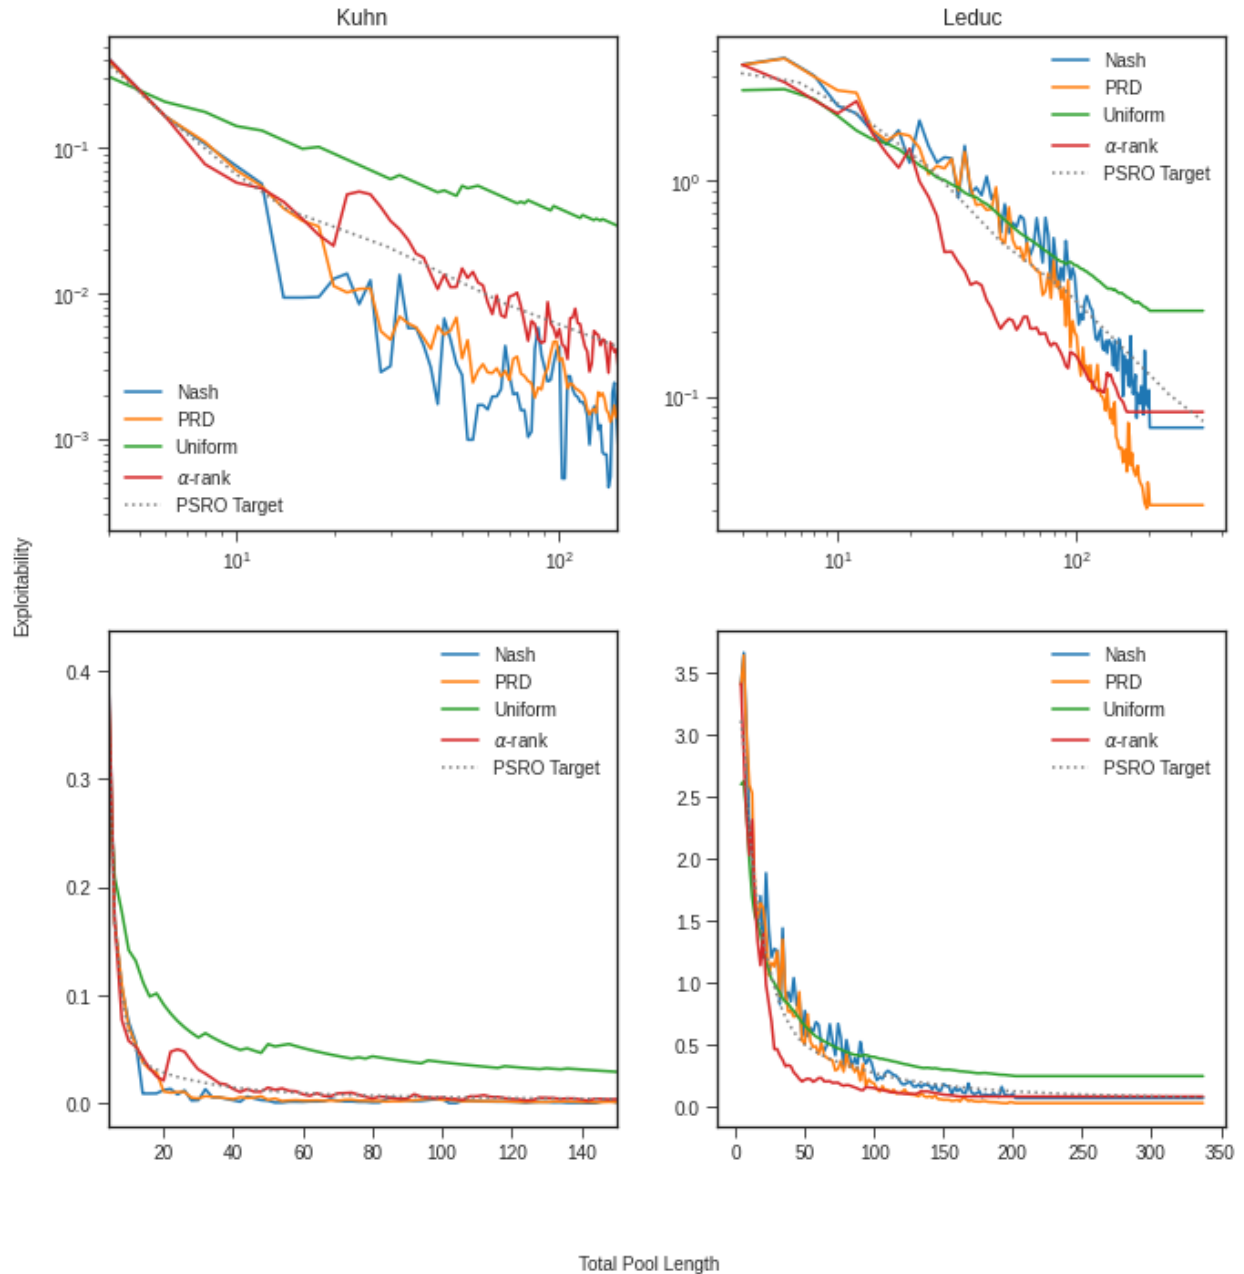 Kuhn
Leduc
Exploitability
10⁻¹
10⁻²
10⁻³
Nash
PRD
Uniform
α-rank
PSRO Target
10¹
10²
10⁰
10⁻¹
Nash
PRD
Uniform
α-rank
PSRO Target
10¹
10²
0.4
0.3
0.2
0.1
0.0
Nash
PRD
Uniform
α-rank
PSRO Target
20 40 60 80 100 120 140
3.5
3.0
2.5
2.0
1.5
1.0
0.5
0.0
Nash
PRD
Uniform
α-rank
PSRO Target
0 50 100 150 200 250 300 350
Total Pool Length